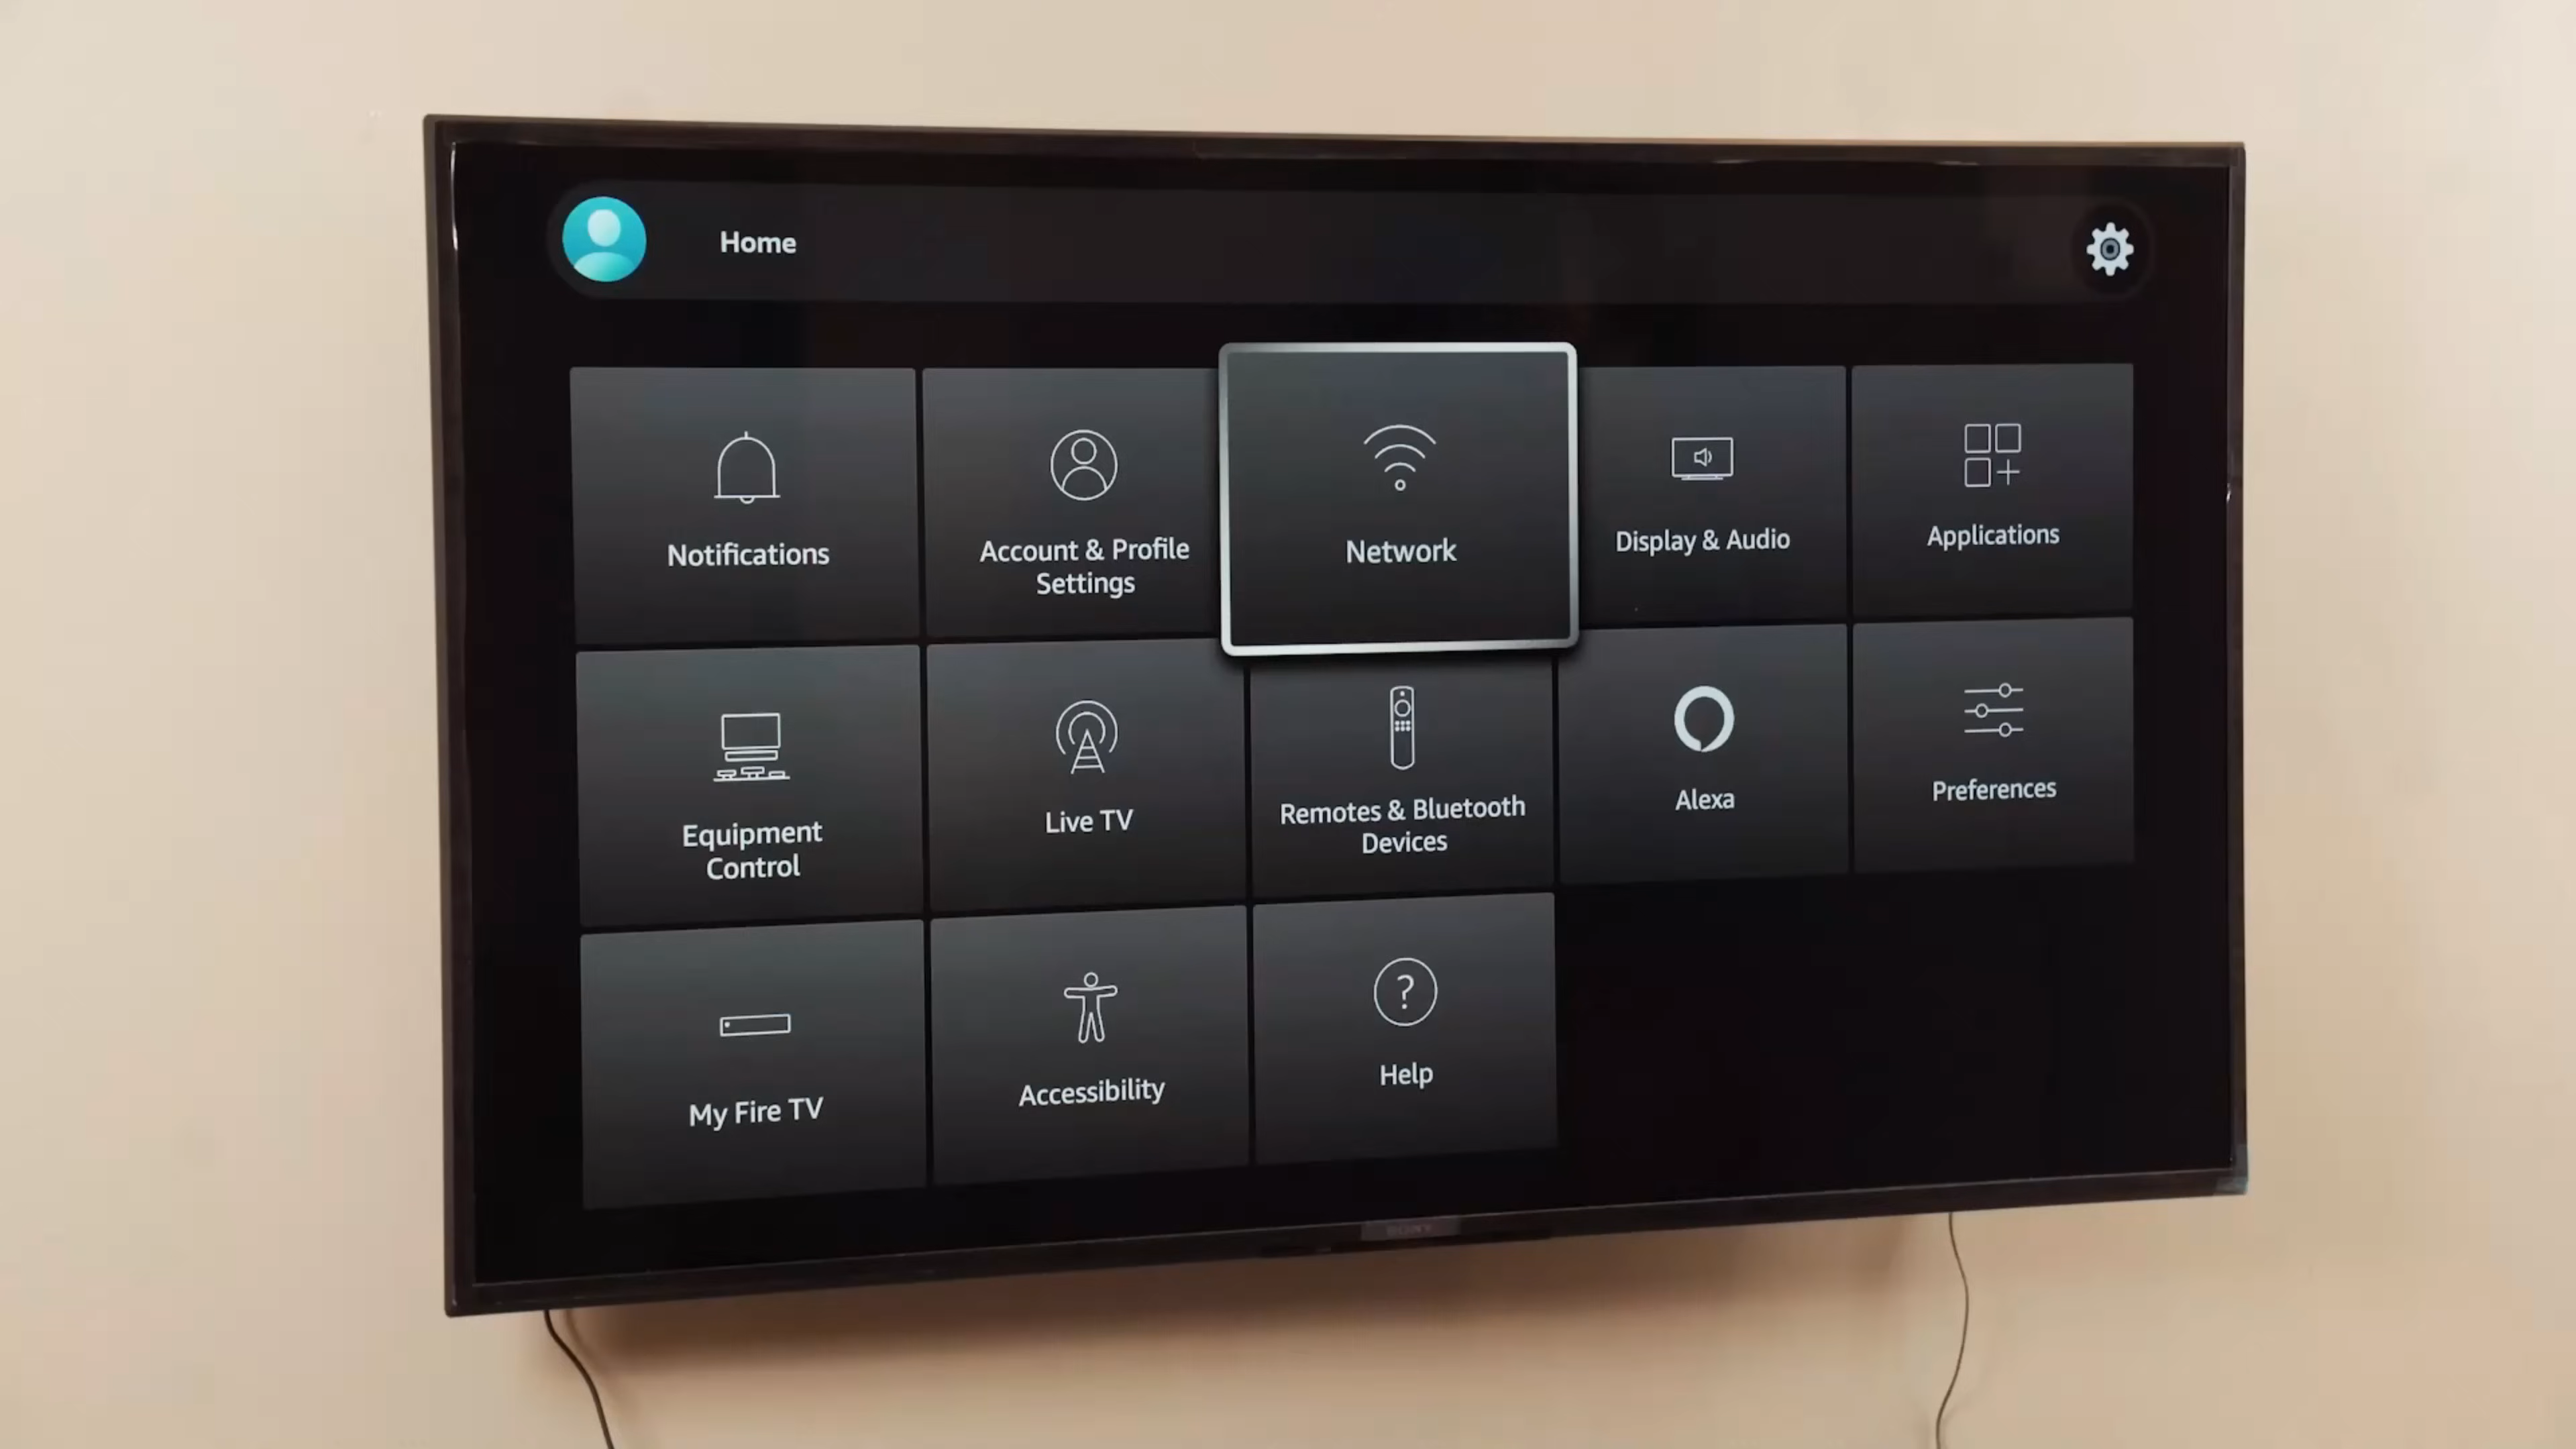 Home
Notifications
Account & Profile
Settings
Network
Display & Audio
Applications
Equipment
Control
Live TV
Remotes & Bluetooth
Devices
Alexa
Preferences
My Fire TV
Accessibility
?
Help
SONY